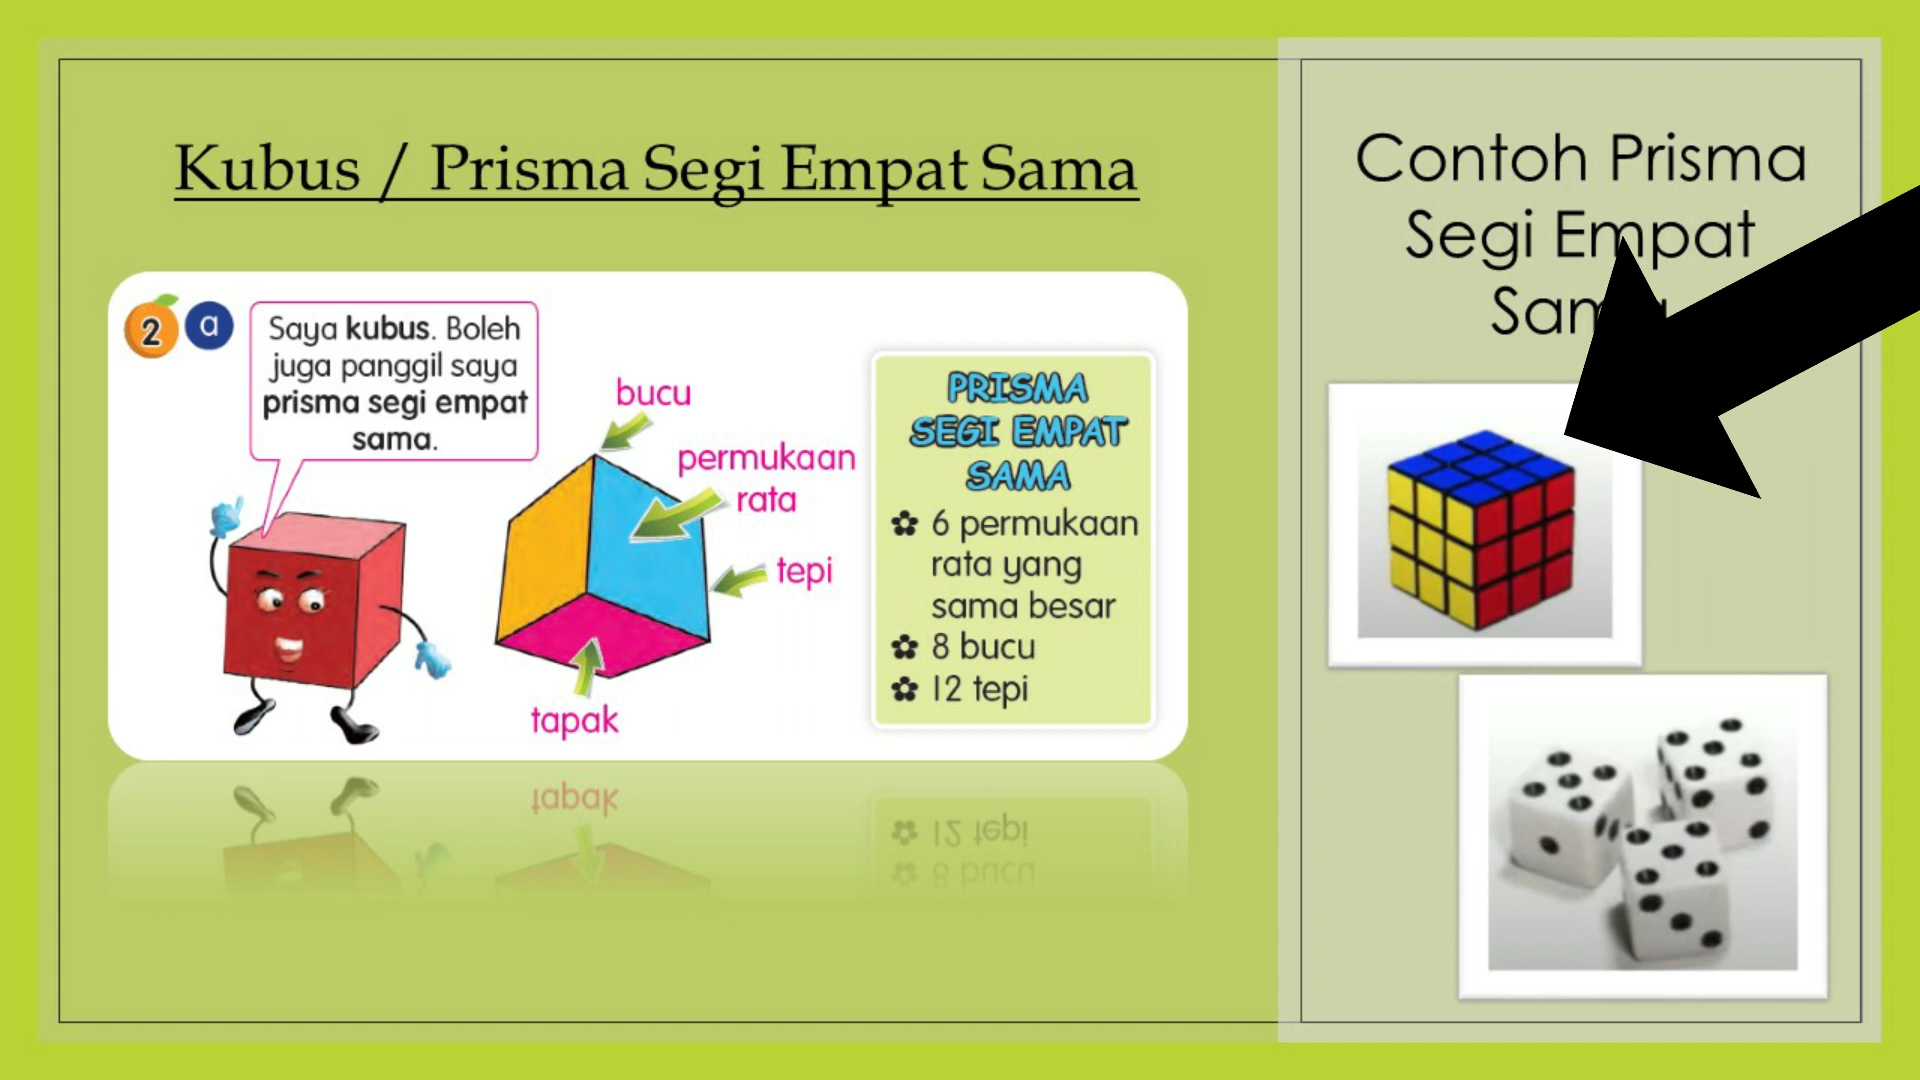 Kubus / Prisma Segi Empat Sama
2 a
Saya kubus. Boleh
juga panggil saya
prisma segi empat
sama.
bucu
permukaan
rata
tepi
tapak
PRISMA
SEGI EMPAT
SAMA
6 permukaan
rata yang
sama besar
8 bucu
12 tepi
Contoh Prisma
Segi Empat
Sama